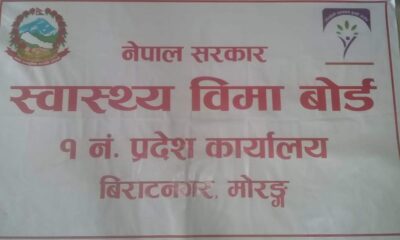 नेपाल सरकार
स्वास्थ्य विमा बोर्ड
१ नं. प्रदेश कार्यालय
बिराटनगर, मोरङ्ग